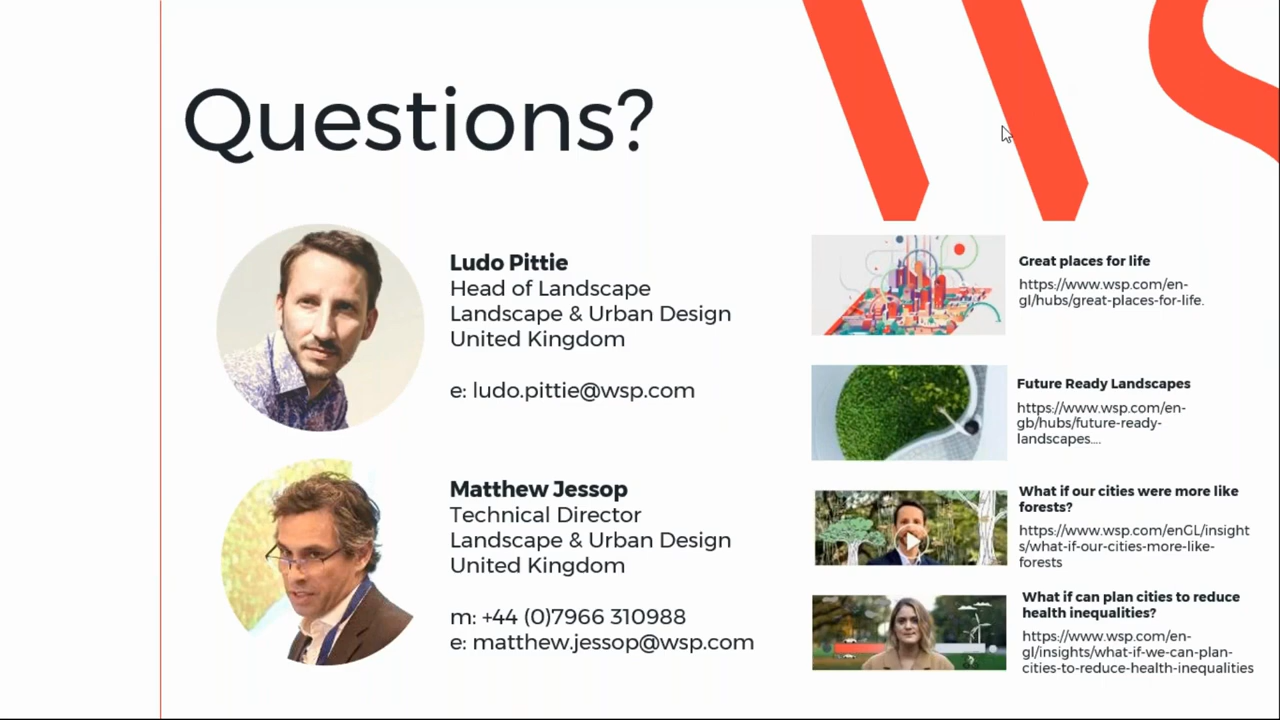 WS
Questions?
Ludo Pittie
Head of Landscape
Landscape & Urban Design
United Kingdom
e: ludo.pittie@wsp.com
Matthew Jessop
Technical Director
Landscape & Urban Design
United Kingdom
m: +44 (0)7966 310988
e: matthew.jessop@wsp.com
Great places for life
https://www.wsp.com/en-
gl/hubs/great-places-for-life.
Future Ready Landscapes
https://www.wsp.com/en-
gb/hubs/future-ready-
landscapes....
What if our cities were more like
forests?
https://www.wsp.com/enGL/insight
s/what-if-our-cities-more-like-
forests
What if can plan cities to reduce
health inequalities?
https://www.wsp.com/en-
gl/insights/what-if-we-can-plan-
cities-to-reduce-health-inequalities